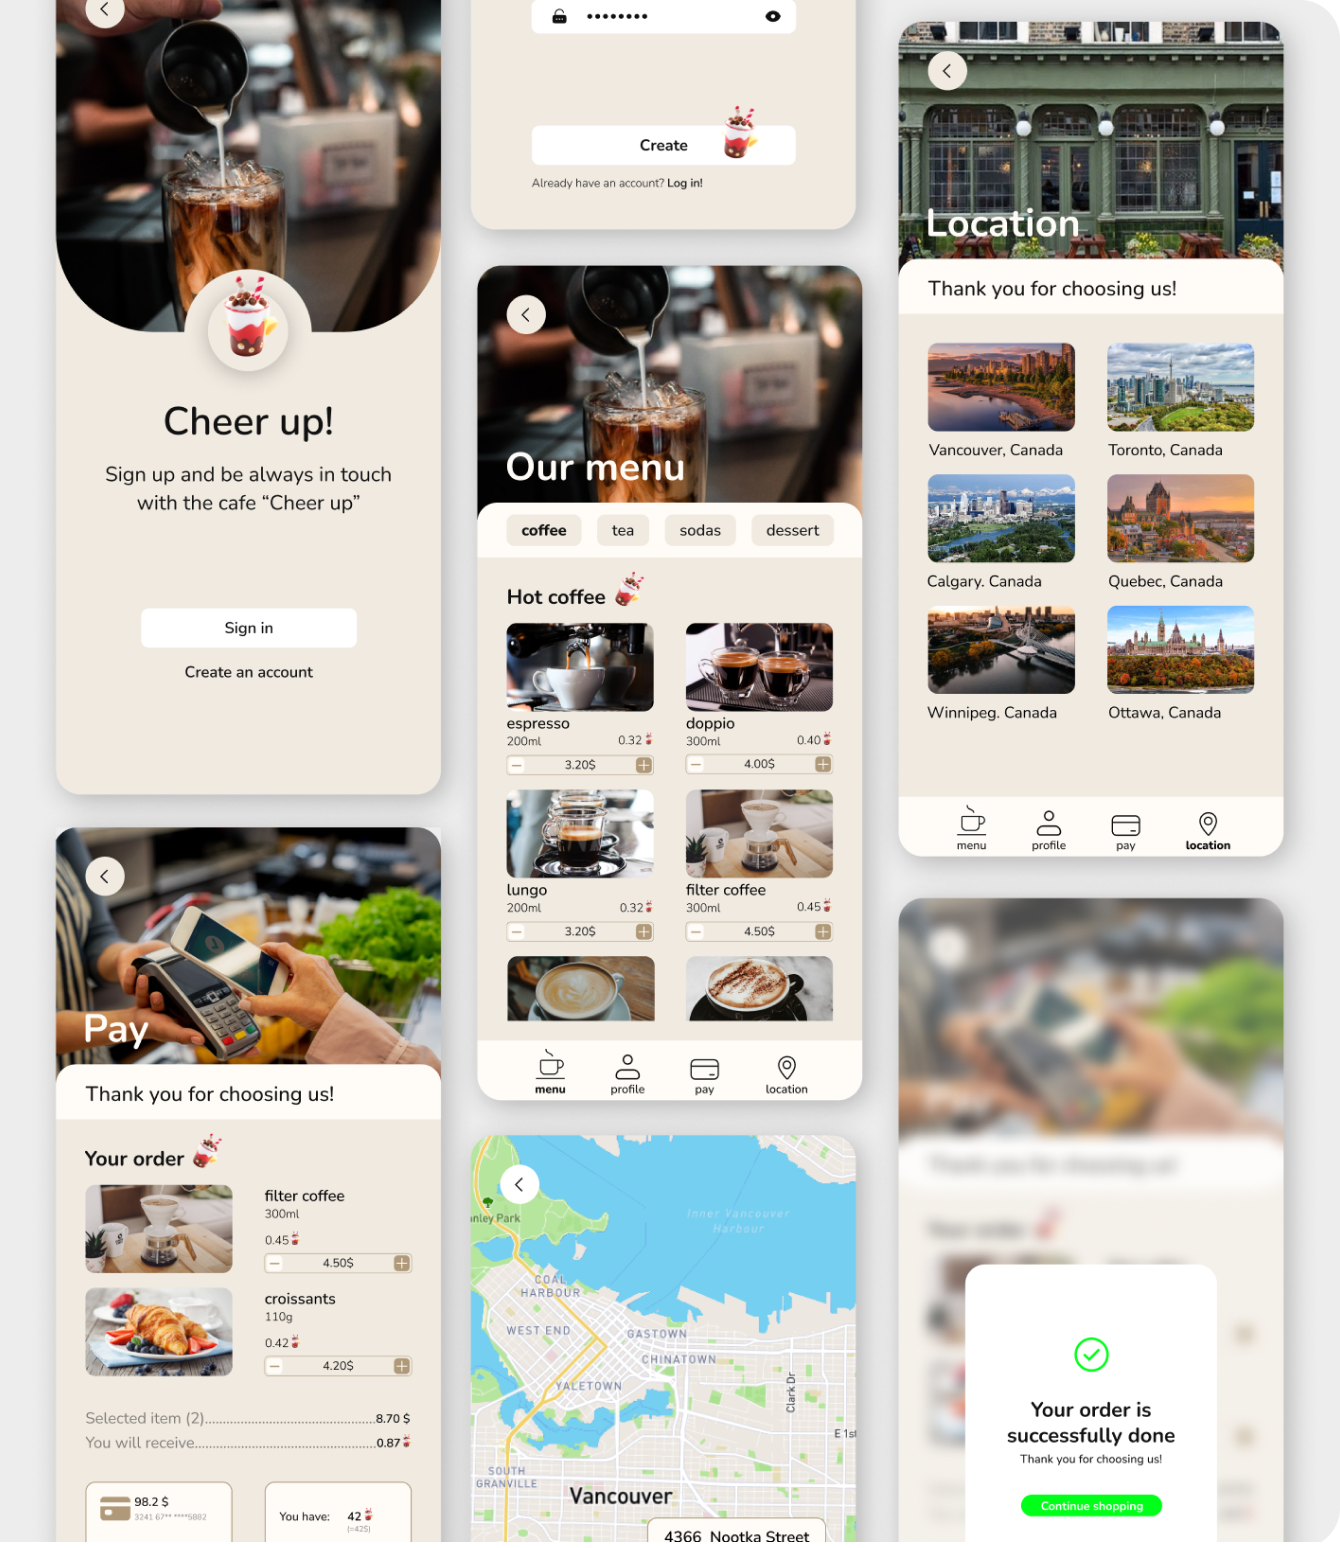 Cheer up!
Sign up and be always in touch
with the cafe “Cheer up”
Sign in
Create an account
Pay
Thank you for choosing us!
Your order
filter coffee
300ml
0.45
4.50$
croissants
110g
0.42
4.20$
Selected item (2)..........8.70 $
You will receive..........0.87
98.2 $
3241 67** ****5882
You have: 42
(=42$)
••••••••
Create
Already have an account? Log in!
Our menu
coffee tea sodas dessert
Hot coffee
espresso
200ml 0.32
3.20$
doppio
300ml 0.40
4.00$
lungo
200ml 0.32
3.20$
filter coffee
300ml 0.45
4.50$
menu profile pay location
nley Park
Inner Vancouver
Harbour
COAL
HARBOUR
WEST END
GASTOWN
CHINATOWN
YALETOWN
Clark Dr
E 1st
SOUTH
GRANVILLE
Vancouver
4366 Nootka Street
Location
Thank you for choosing us!
Vancouver, Canada
Toronto, Canada
Calgary. Canada
Quebec, Canada
Winnipeg. Canada
Ottawa, Canada
menu profile pay location
Thank you for choosing us!
Your order
Your order is
successfully done
Thank you for choosing us!
Continue shopping